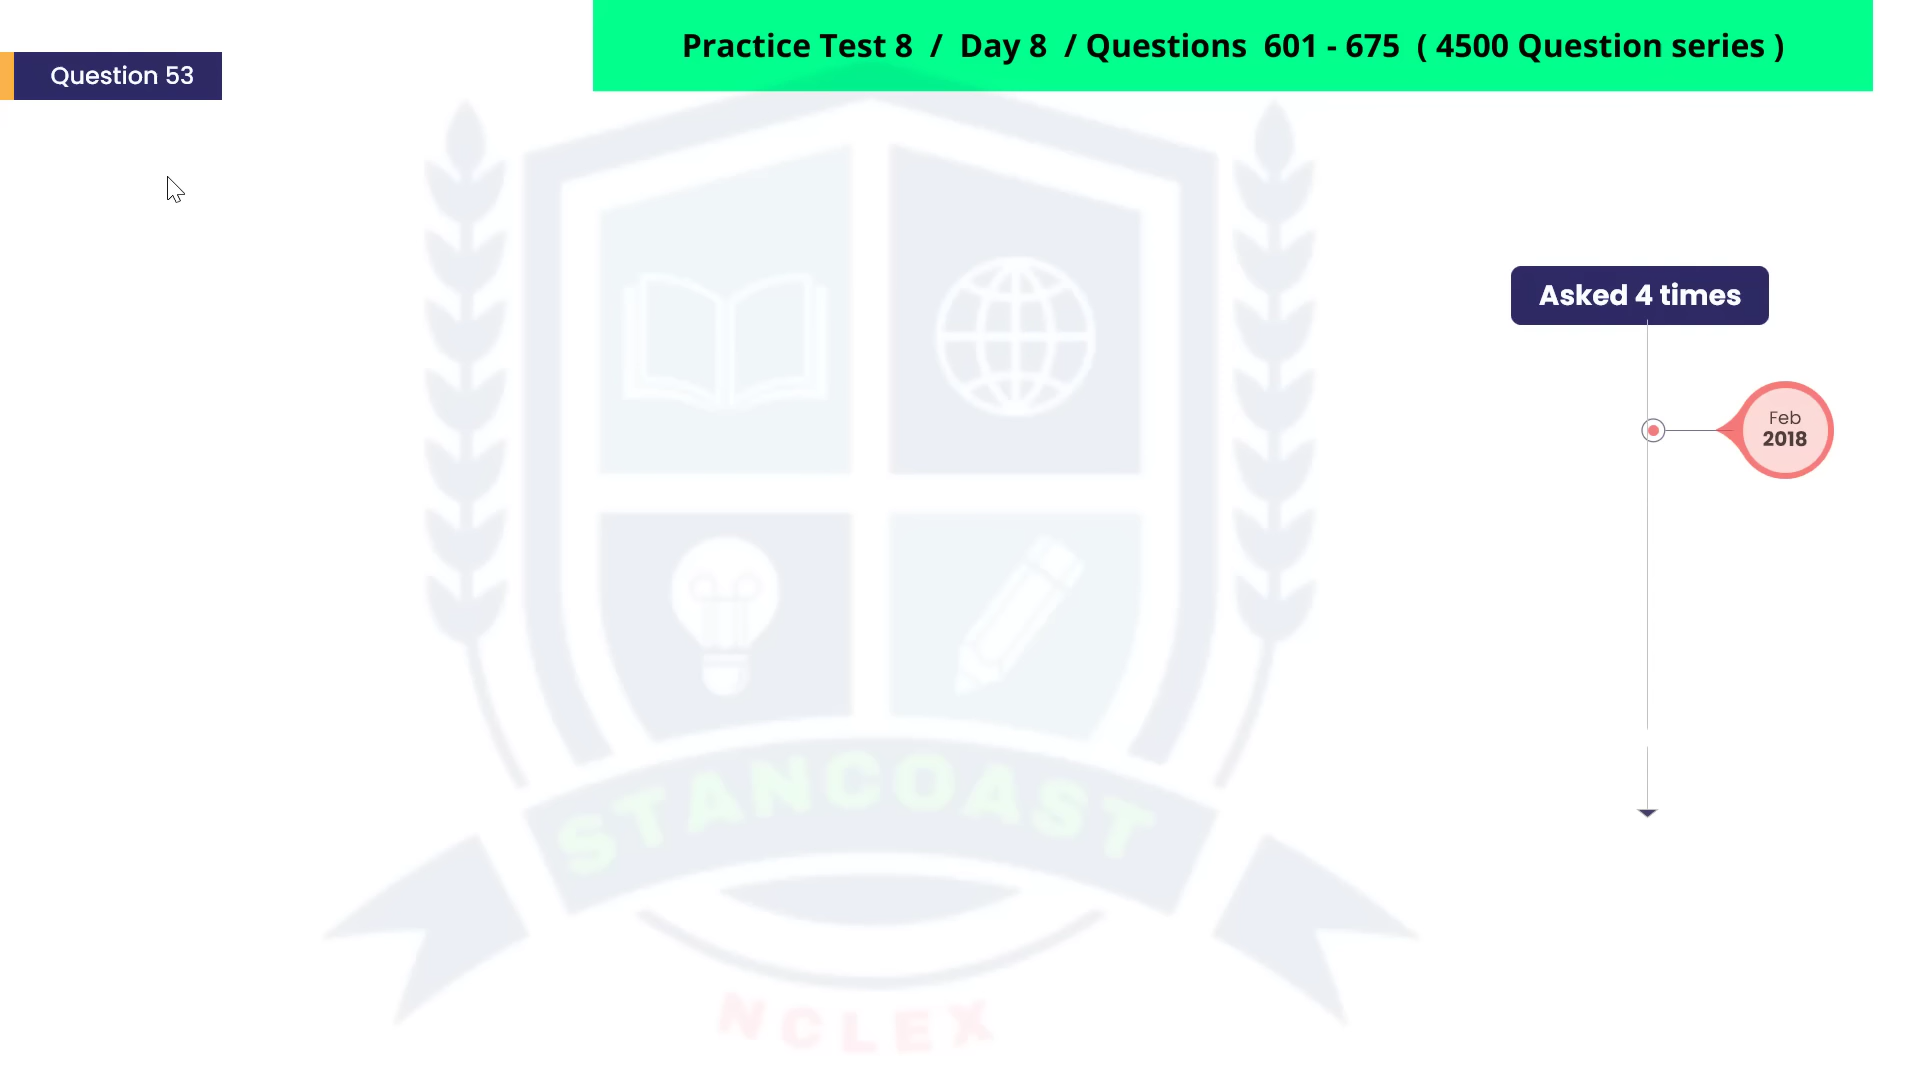 Practice Test 8 / Day 8 / Questions 601 - 675 ( 4500 Question series )
Question 53
Asked 4 times
Feb
2018
STANCOAST
NCLEX